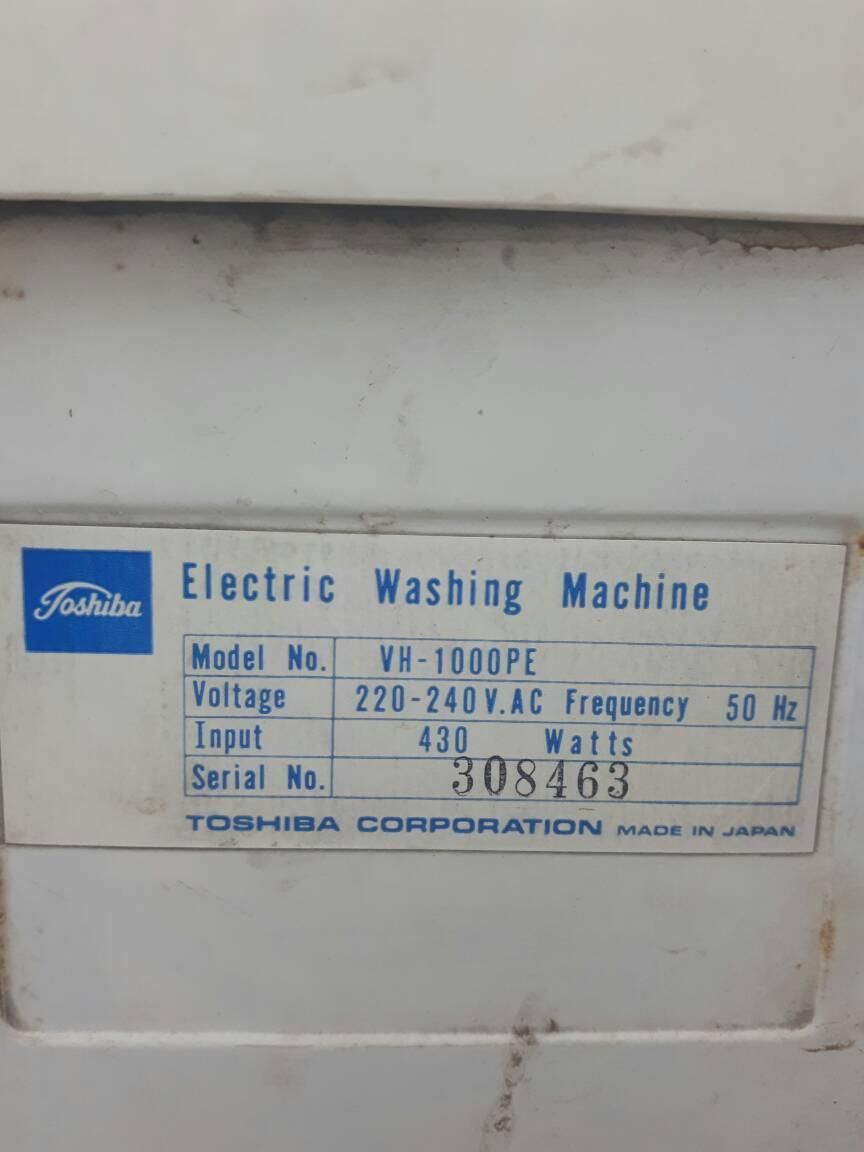 Toshiba
Electric Washing Machine
Model No. VH-1000PE
Voltage 220-240V.AC Frequency 50 Hz
Input 430 Watts
Serial No. 308463
TOSHIBA CORPORATION MADE IN JAPAN